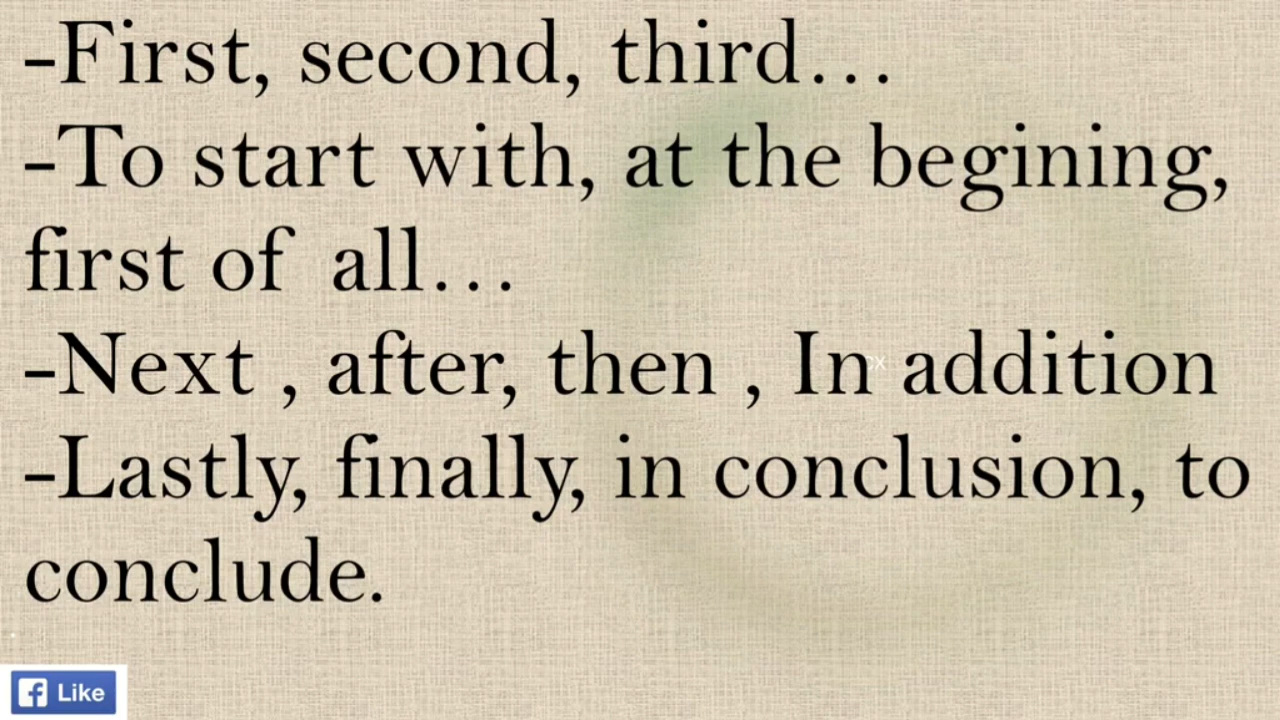 -First, second, third...
-To start with, at the begining,
first of all...
-Next , after, then , In addition
-Lastly, finally, in conclusion, to
conclude.
Like